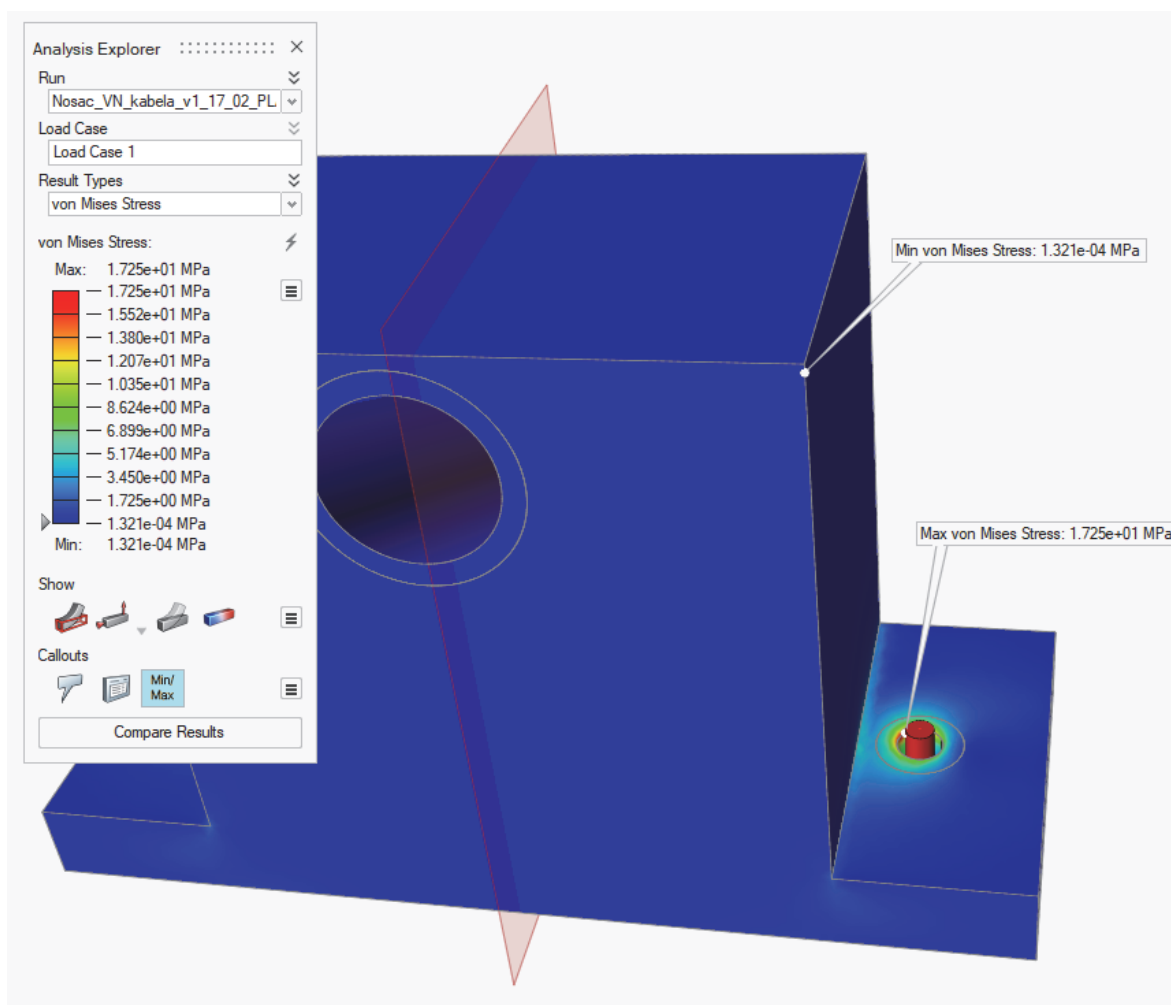 Analysis Explorer
Run
Nosac_VN_kabela_v1_17_02_PL
Load Case
Load Case 1
Result Types
von Mises Stress
von Mises Stress:
Max: 1.725e+01 MPa
1.725e+01 MPa
1.552e+01 MPa
1.380e+01 MPa
1.207e+01 MPa
1.035e+01 MPa
8.624e+00 MPa
6.899e+00 MPa
5.174e+00 MPa
3.450e+00 MPa
1.725e+00 MPa
1.321e-04 MPa
Min: 1.321e-04 MPa
Show
Callouts
Min/
Max
Compare Results
Min von Mises Stress: 1.321e-04 MPa
Max von Mises Stress: 1.725e+01 MPa